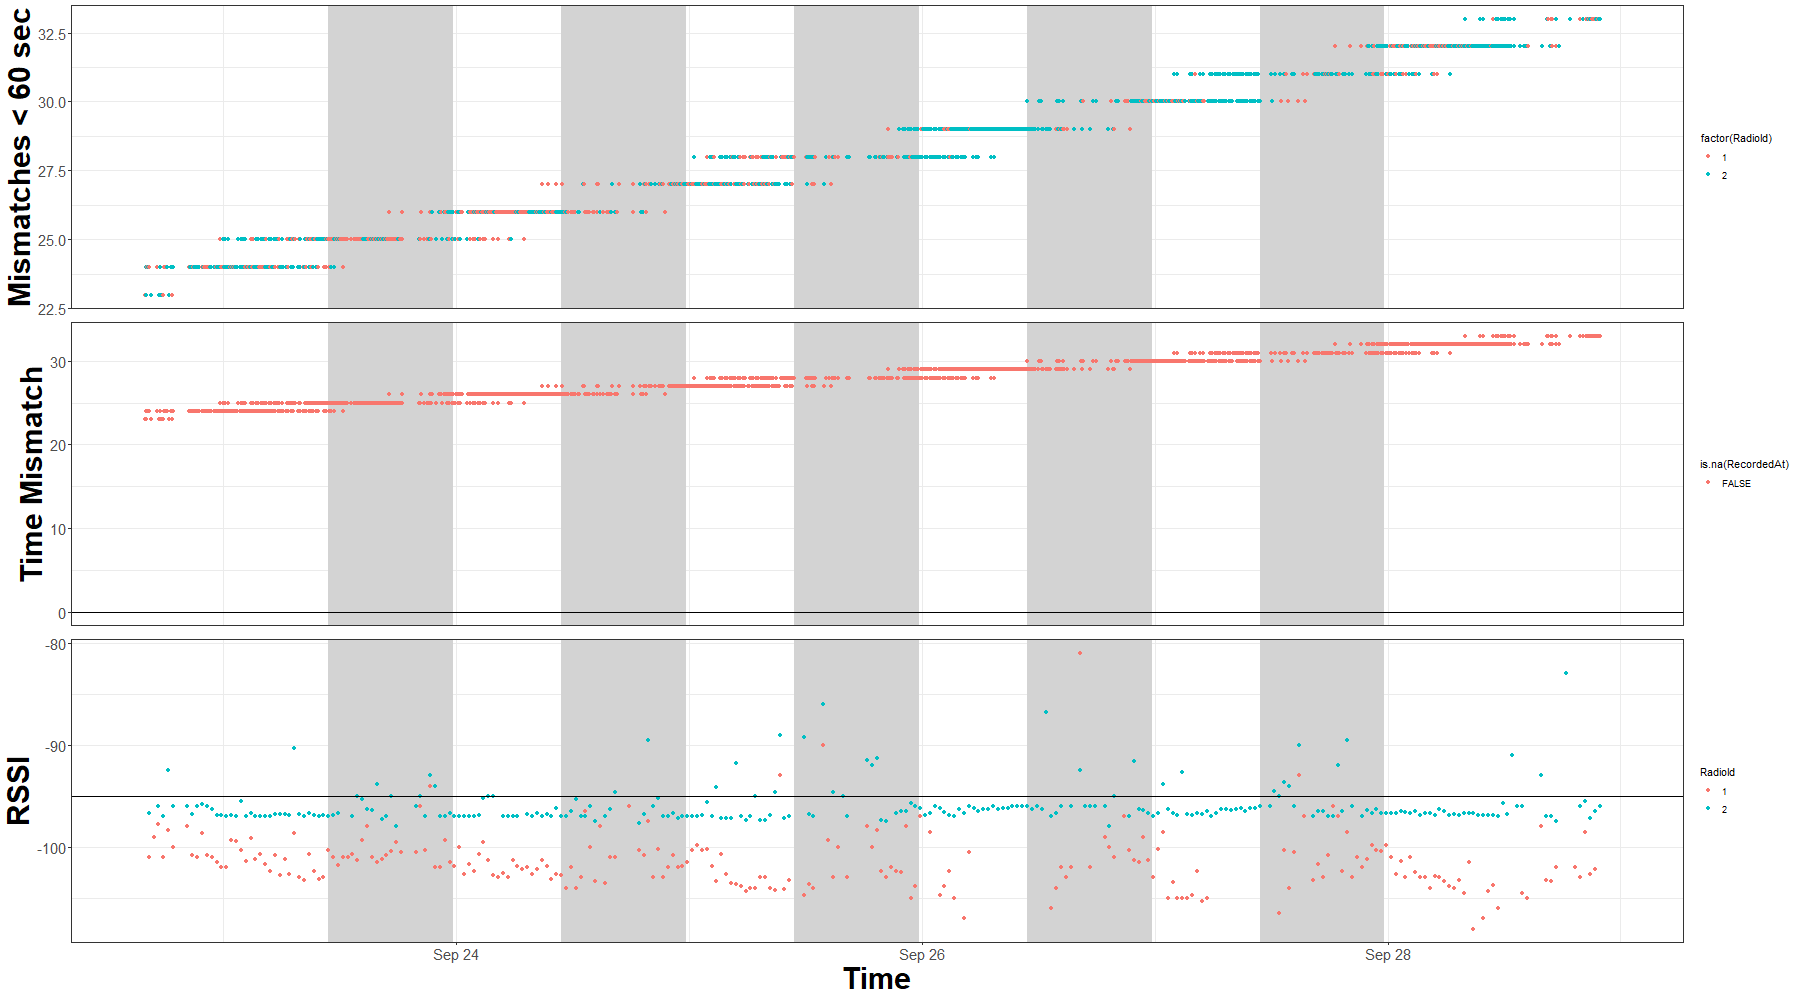 Mismatches < 60 sec
32.5
30.0
27.5
25.0
22.5
factor(RadioId)
1
2
Time Mismatch
30
20
10
0
is.na(RecordedAt)
FALSE
RSSI
-80
-90
-100
RadioId
1
2
Sep 24
Sep 26
Sep 28
Time